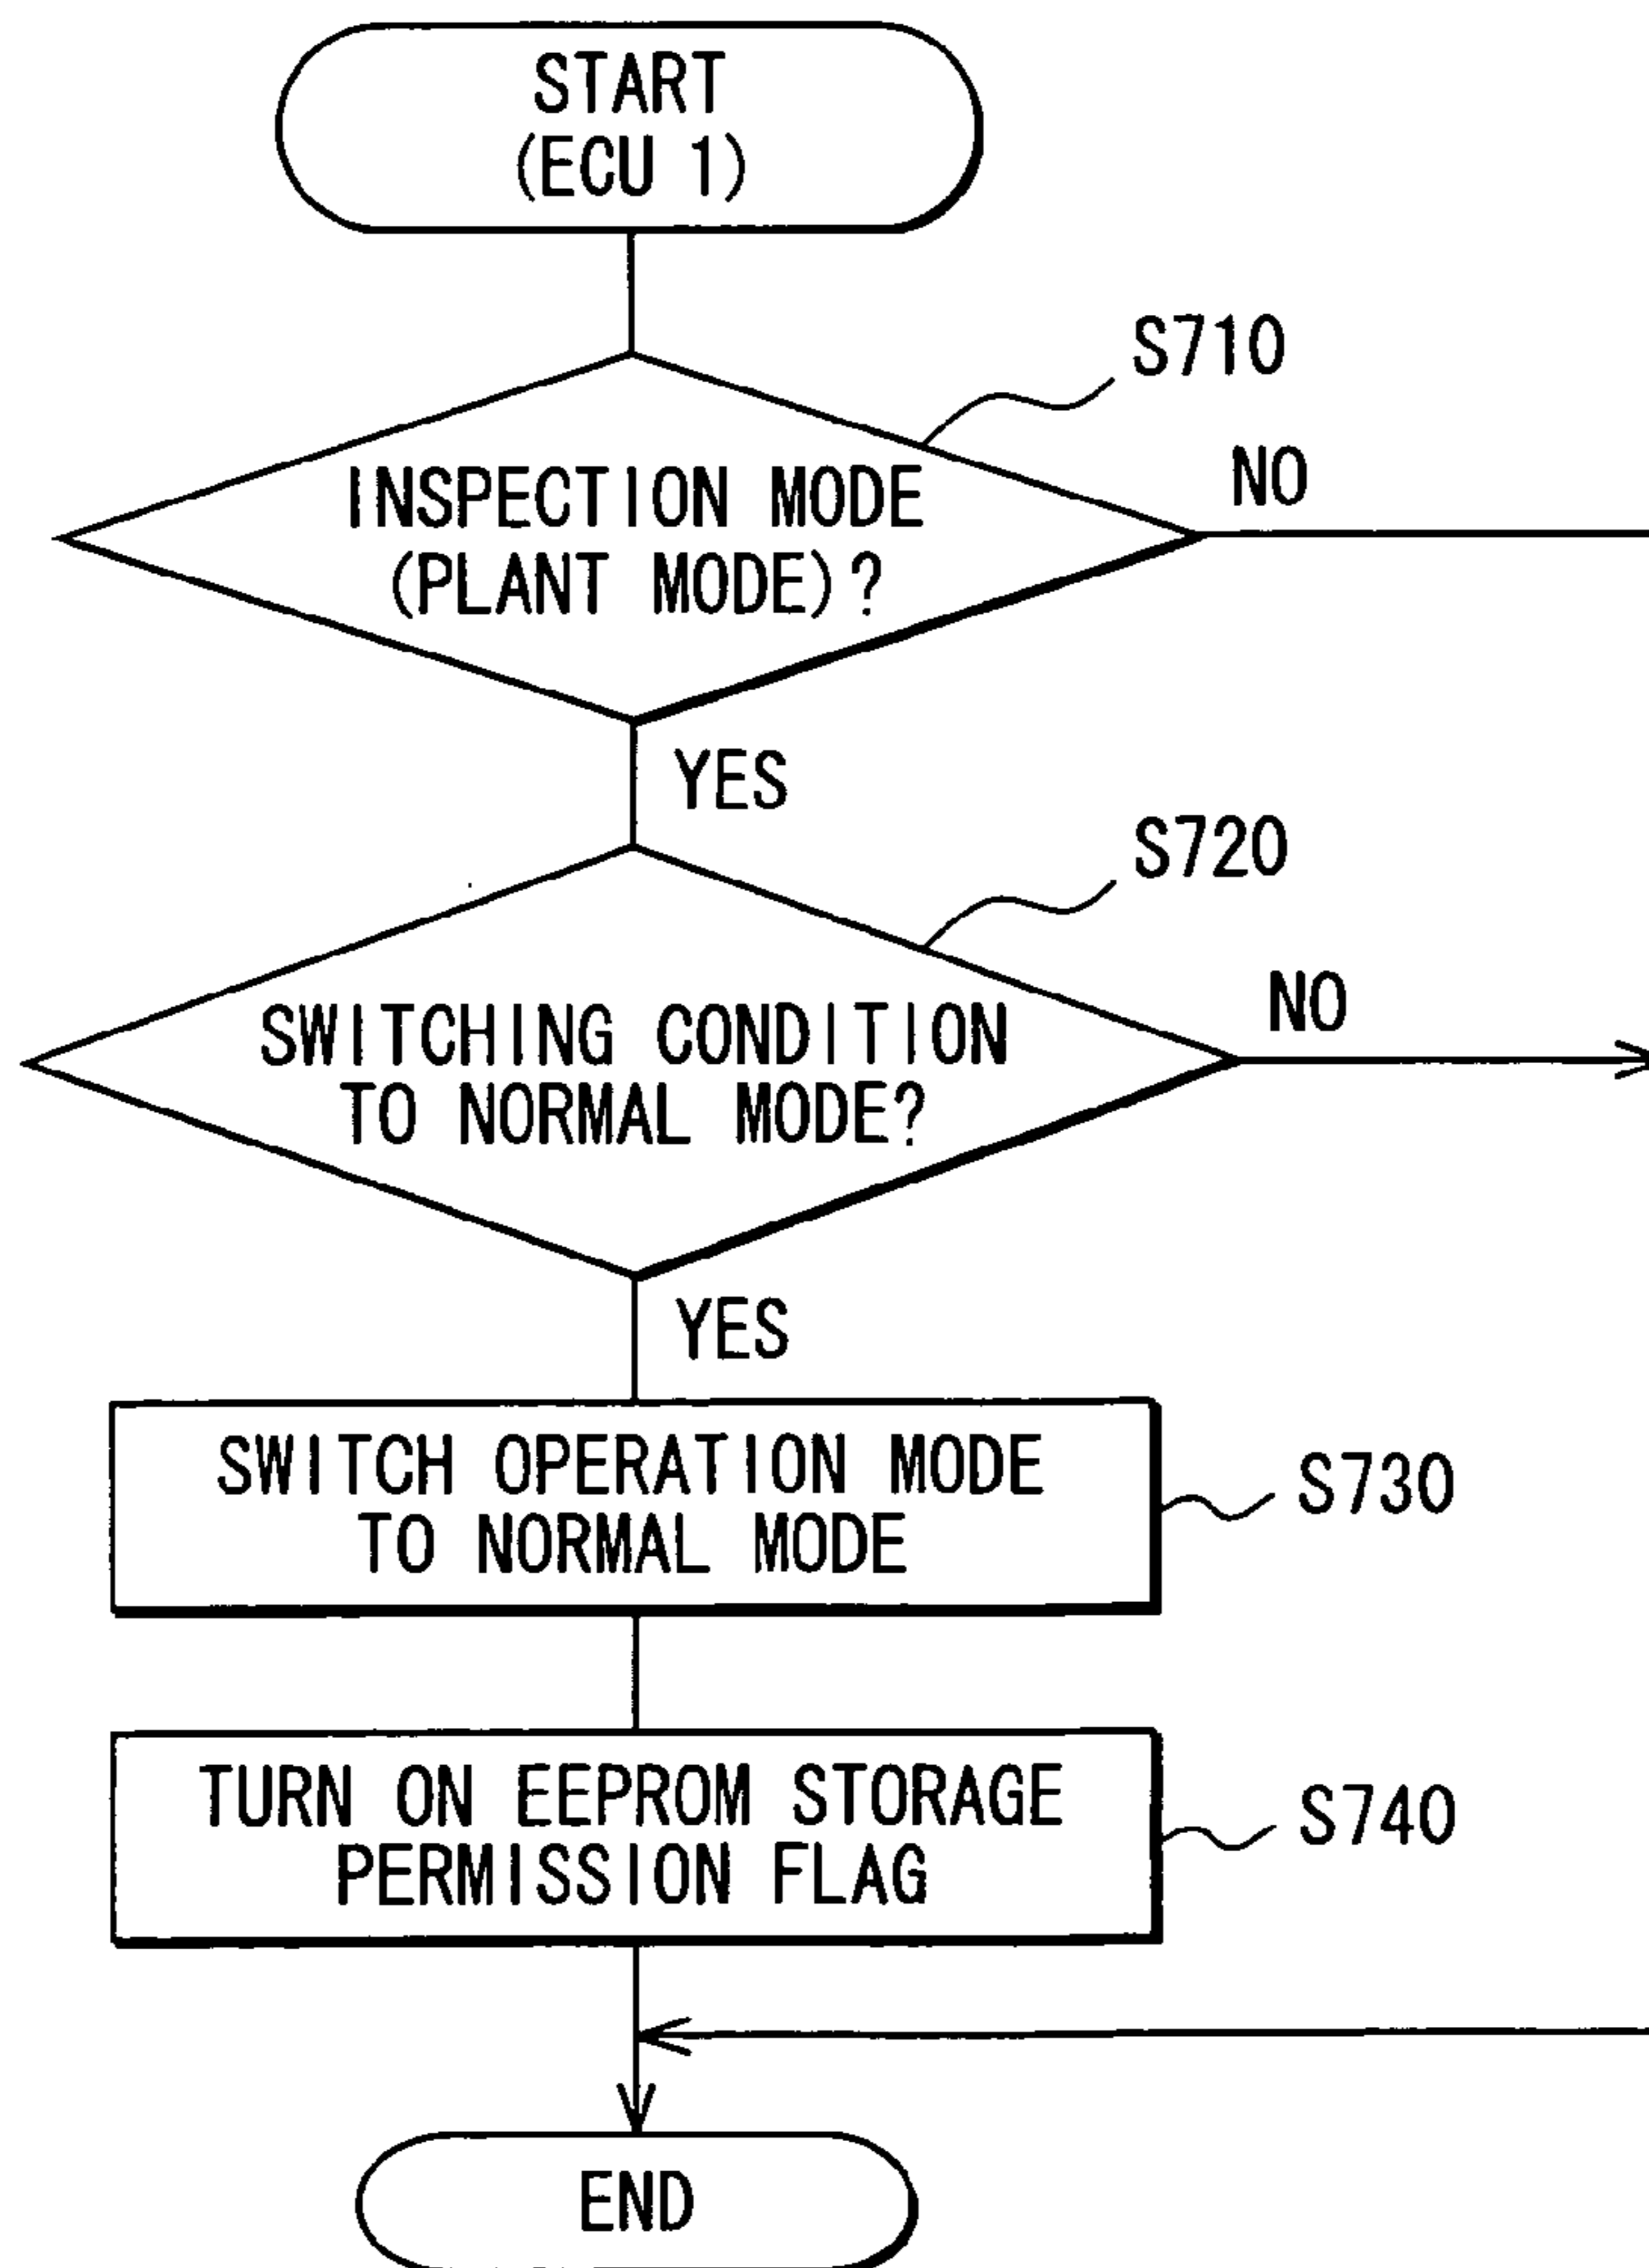 START
(ECU 1)
S710
INSPECTION MODE
(PLANT MODE)?
NO
YES
S720
SWITCHING CONDITION
TO NORMAL MODE?
NO
YES
SWITCH OPERATION MODE
TO NORMAL MODE
S730
TURN ON EEPROM STORAGE
PERMISSION FLAG
S740
END